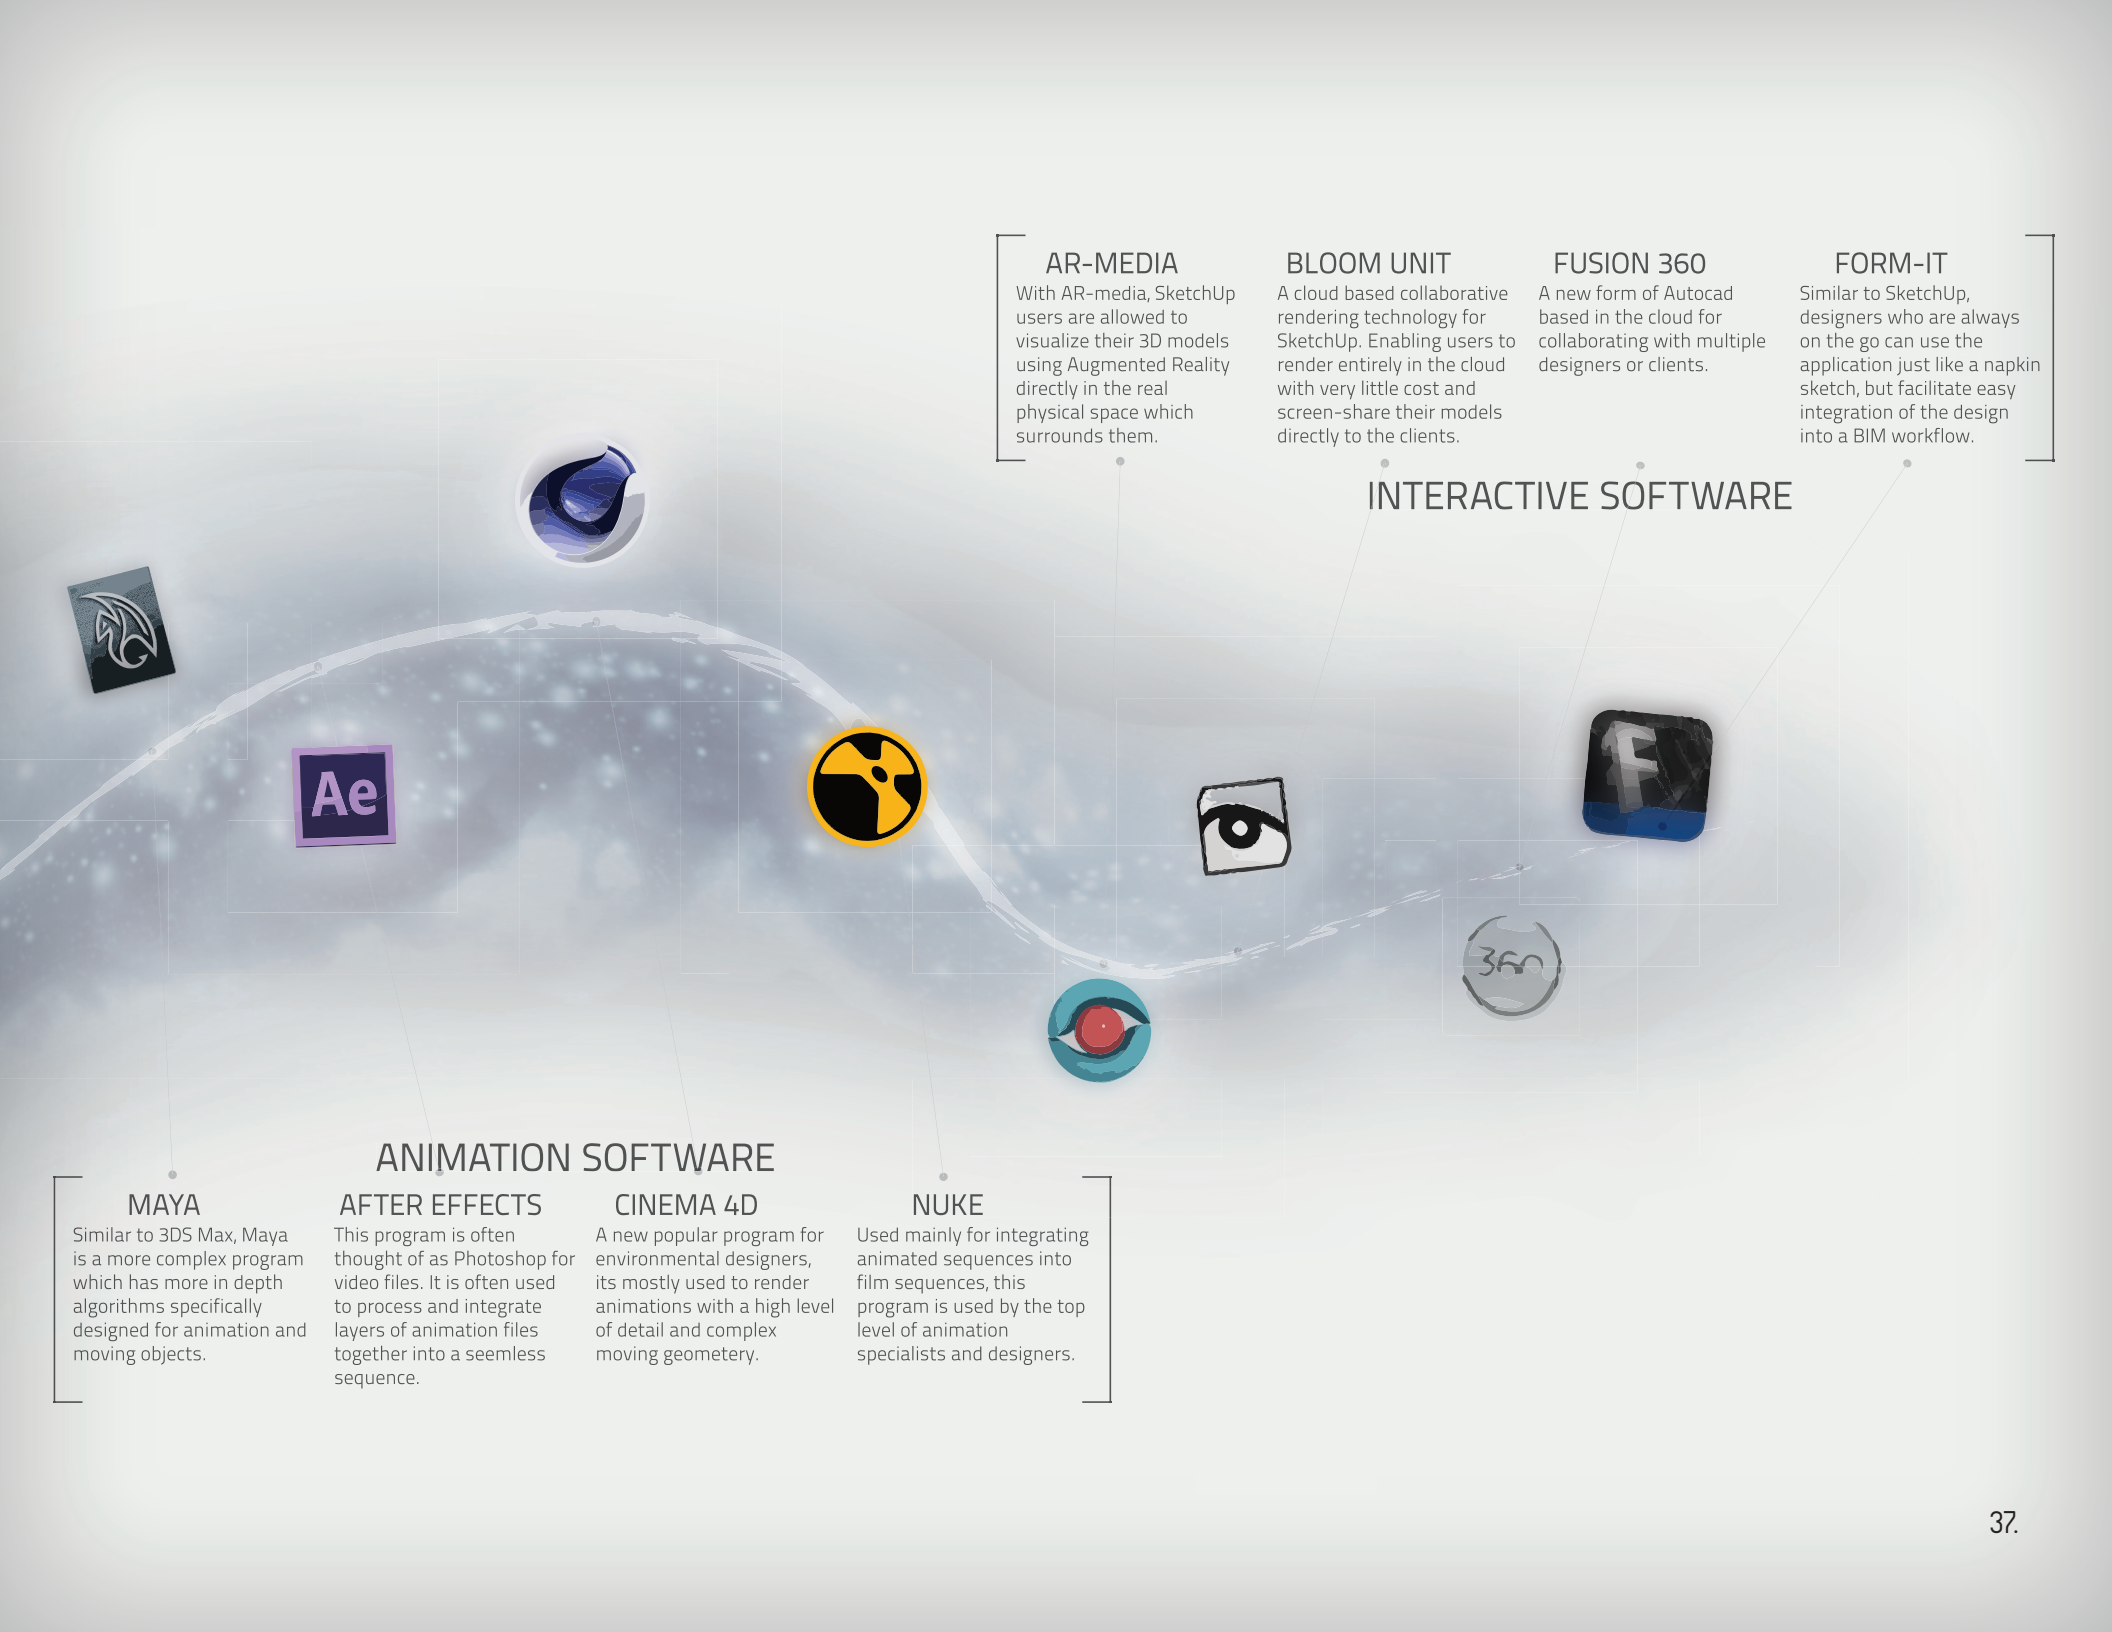 AR-MEDIA
With AR-media, SketchUp
users are allowed to
visualize their 3D models
using Augmented Reality
directly in the real
physical space which
surrounds them.
BLOOM UNIT
A cloud based collaborative
rendering technology for
SketchUp. Enabling users to
render entirely in the cloud
with very little cost and
screen-share their models
directly to the clients.
FUSION 360
A new form of Autocad
based in the cloud for
collaborating with multiple
designers or clients.
FORM-IT
Similar to SketchUp,
designers who are always
on the go can use the
application just like a napkin
sketch, but facilitate easy
integration of the design
into a BIM workflow.
INTERACTIVE SOFTWARE
Ae
F
360
ANIMATION SOFTWARE
MAYA
Similar to 3DS Max, Maya
is a more complex program
which has more in depth
algorithms specifically
designed for animation and
moving objects.
AFTER EFFECTS
This program is often
thought of as Photoshop for
video files. It is often used
to process and integrate
layers of animation files
together into a seemless
sequence.
CINEMA 4D
A new popular program for
environmental designers,
its mostly used to render
animations with a high level
of detail and complex
moving geometery.
NUKE
Used mainly for integrating
animated sequences into
film sequences, this
program is used by the top
level of animation
specialists and designers.
37.